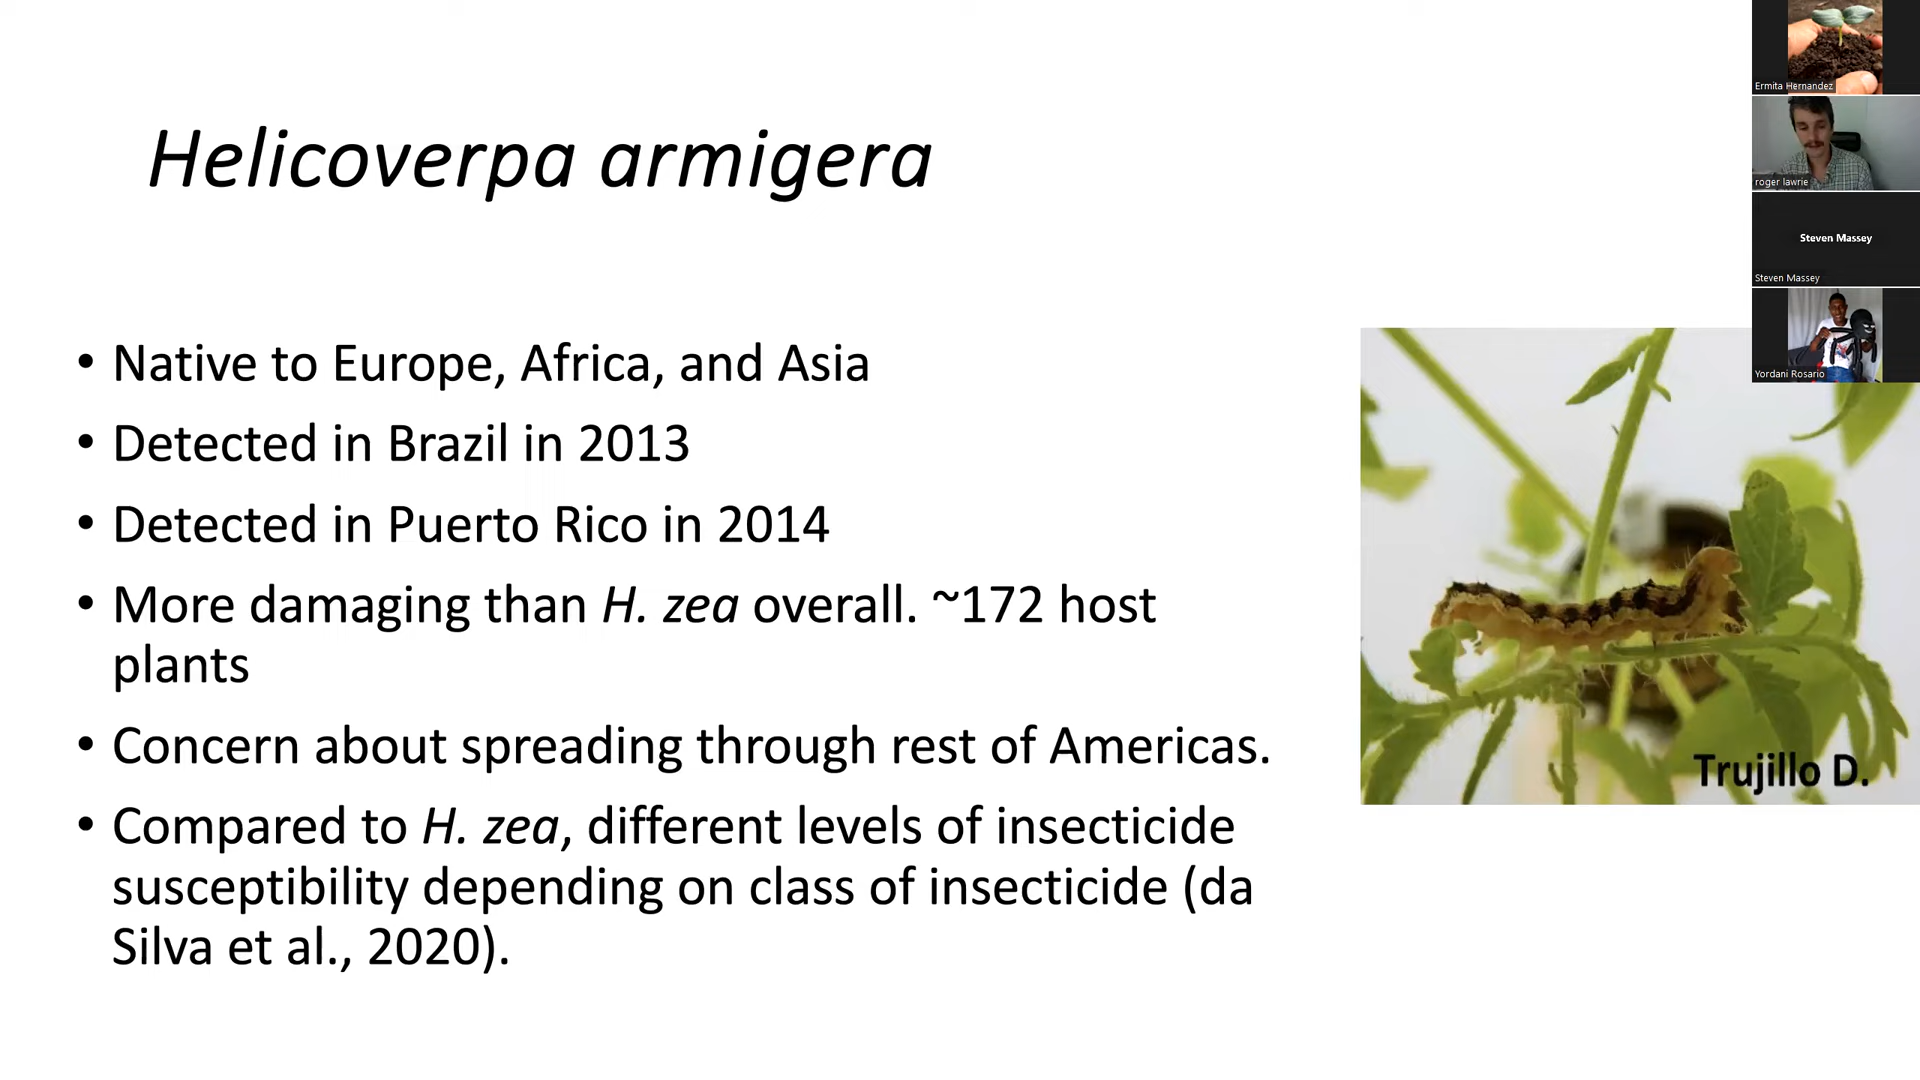 Helicoverpa armigera
• Native to Europe, Africa, and Asia
• Detected in Brazil in 2013
• Detected in Puerto Rico in 2014
• More damaging than H. zea overall. ~172 host
plants
• Concern about spreading through rest of Americas.
• Compared to H. zea, different levels of insecticide
susceptibility depending on class of insecticide (da
Silva et al., 2020).
Trujillo D.
Ermita Hernandez
roger lawrie
Steven Massey
Steven Massey
Yordani Rosario